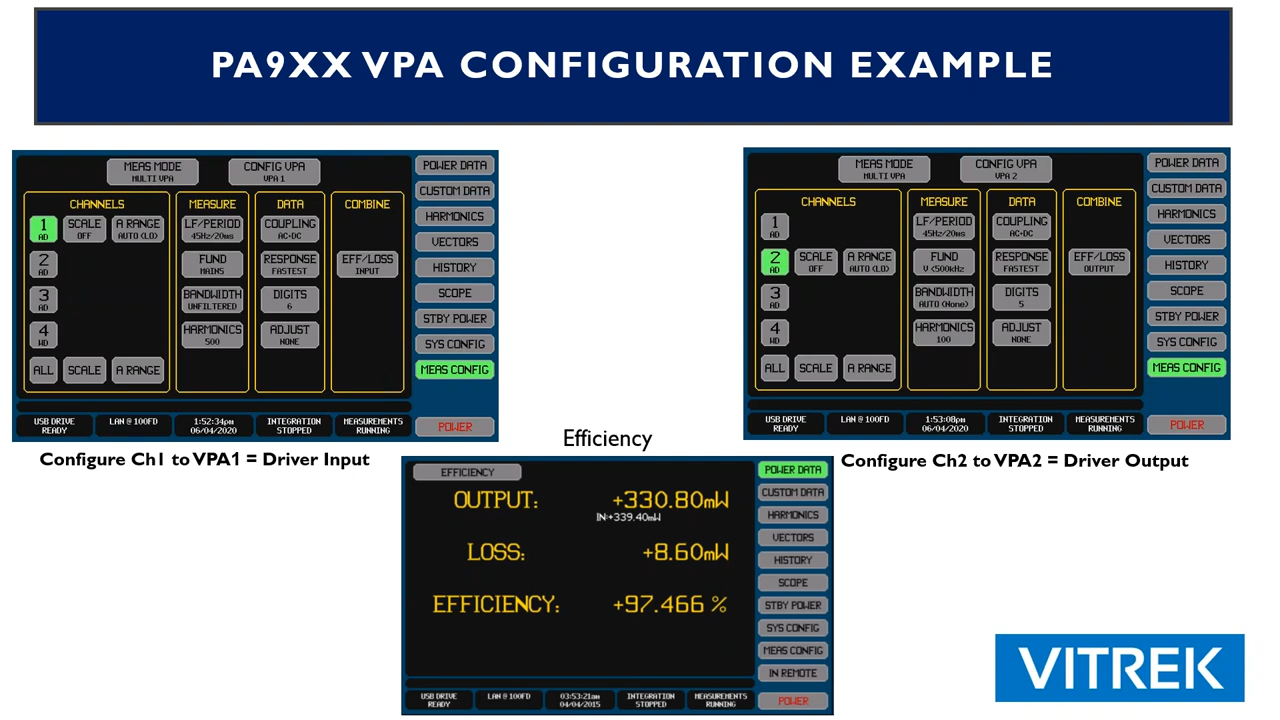 PA9XX VPA CONFIGURATION EXAMPLE
MEAS MODE
MULTI VPA
CONFIG VPA
VPA 1
CHANNELS
MEASURE
DATA
COMBINE
1
AD
SCALE
OFF
A RANGE
AUTO (LO)
LF/PERIOD
45Hz/20ms
COUPLING
AC+DC
2
AD
FUND
MAINS
RESPONSE
FASTEST
EFF/LOSS
INPUT
3
AD
BANDWIDTH
UNFILTERED
DIGITS
6
4
WD
HARMONICS
500
ADJUST
NONE
ALL
SCALE
A RANGE
POWER DATA
CUSTOM DATA
HARMONICS
VECTORS
HISTORY
SCOPE
STBY POWER
SYS CONFIG
MEAS CONFIG
USB DRIVE
READY
LAN @ 100FD
1:52:34pm
06/04/2020
INTEGRATION
STOPPED
MEASUREMENTS
RUNNING
POWER
Configure Ch1 to VPA1 = Driver Input
MEAS MODE
MULTI VPA
CONFIG VPA
VPA 2
CHANNELS
MEASURE
DATA
COMBINE
1
AD
LF/PERIOD
45Hz/20ms
COUPLING
AC+DC
2
AD
SCALE
OFF
A RANGE
AUTO (LO)
FUND
V <500kHz
RESPONSE
FASTEST
EFF/LOSS
OUTPUT
3
AD
BANDWIDTH
AUTO (None)
DIGITS
5
4
WD
HARMONICS
100
ADJUST
NONE
ALL
SCALE
A RANGE
POWER DATA
CUSTOM DATA
HARMONICS
VECTORS
HISTORY
SCOPE
STBY POWER
SYS CONFIG
MEAS CONFIG
USB DRIVE
READY
LAN @ 100FD
1:53:08pm
06/04/2020
INTEGRATION
STOPPED
MEASUREMENTS
RUNNING
POWER
Configure Ch2 to VPA2 = Driver Output
Efficiency
EFFICIENCY
OUTPUT: +330.80mW
IN:+339.40mW
LOSS: +8.60mW
EFFICIENCY: +97.466 %
POWER DATA
CUSTOM DATA
HARMONICS
VECTORS
HISTORY
SCOPE
STBY POWER
SYS CONFIG
MEAS CONFIG
IN REMOTE
USB DRIVE
READY
LAN @ 100FD
03:53:21am
04/04/2015
INTEGRATION
STOPPED
MEASUREMENTS
RUNNING
POWER
VITREK